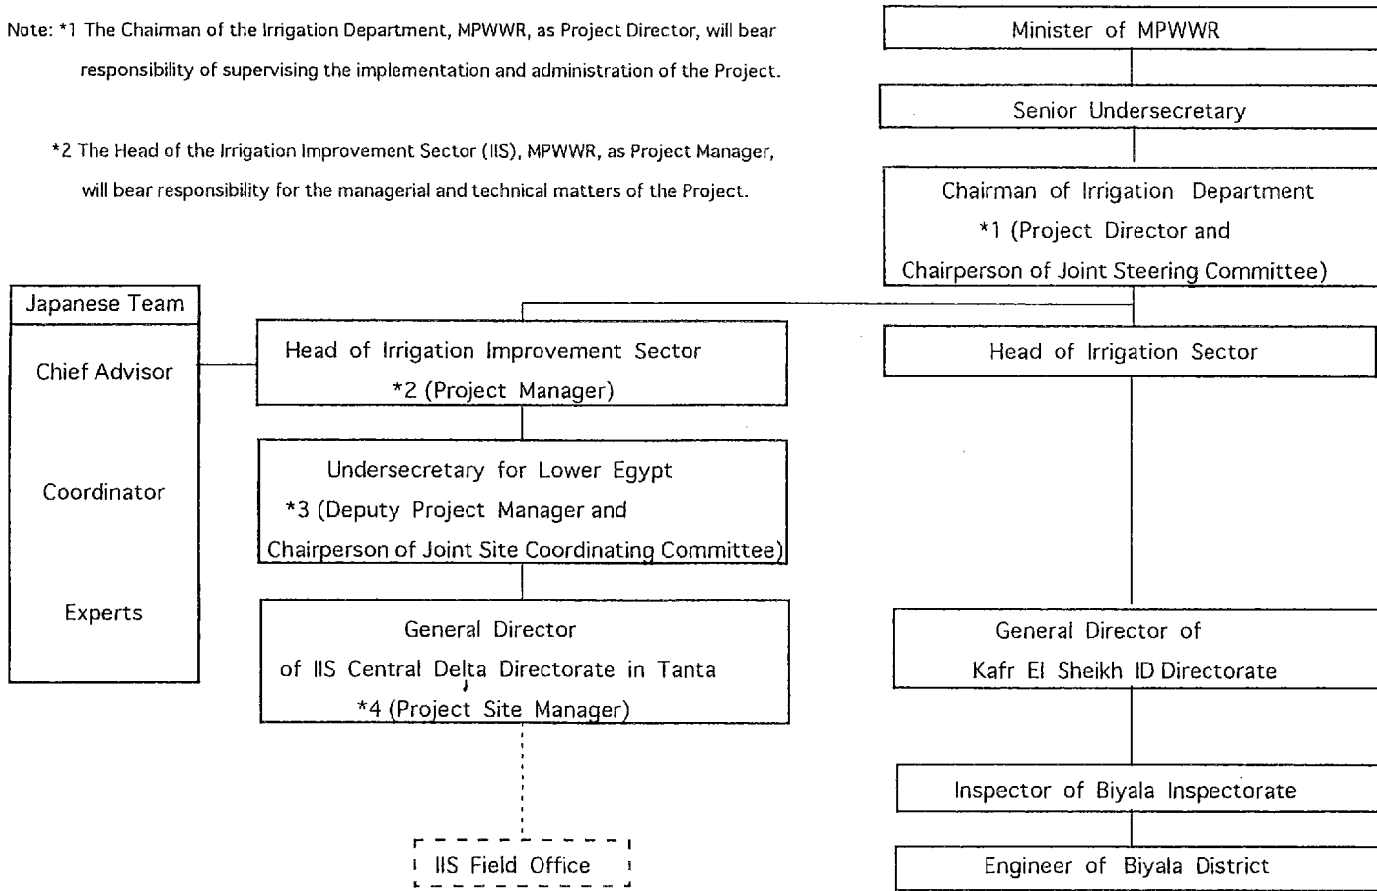 Note: *1 The Chairman of the Irrigation Department, MPWWR, as Project Director, will bear
responsibility of supervising the implementation and administration of the Project.
*2 The Head of the Irrigation Improvement Sector (IIS), MPWWR, as Project Manager,
will bear responsibility for the managerial and technical matters of the Project.
Minister of MPWWR
Senior Undersecretary
Chairman of Irrigation Department
*1 (Project Director and
Chairperson of Joint Steering Committee)
Japanese Team
Chief Advisor
Coordinator
Experts
Head of Irrigation Improvement Sector
*2 (Project Manager)
Undersecretary for Lower Egypt
*3 (Deputy Project Manager and
Chairperson of Joint Site Coordinating Committee)
General Director
of IIS Central Delta Directorate in Tanta
*4 (Project Site Manager)
IIS Field Office
Head of Irrigation Sector
General Director of
Kafr El Sheikh ID Directorate
Inspector of Biyala Inspectorate
Engineer of Biyala District